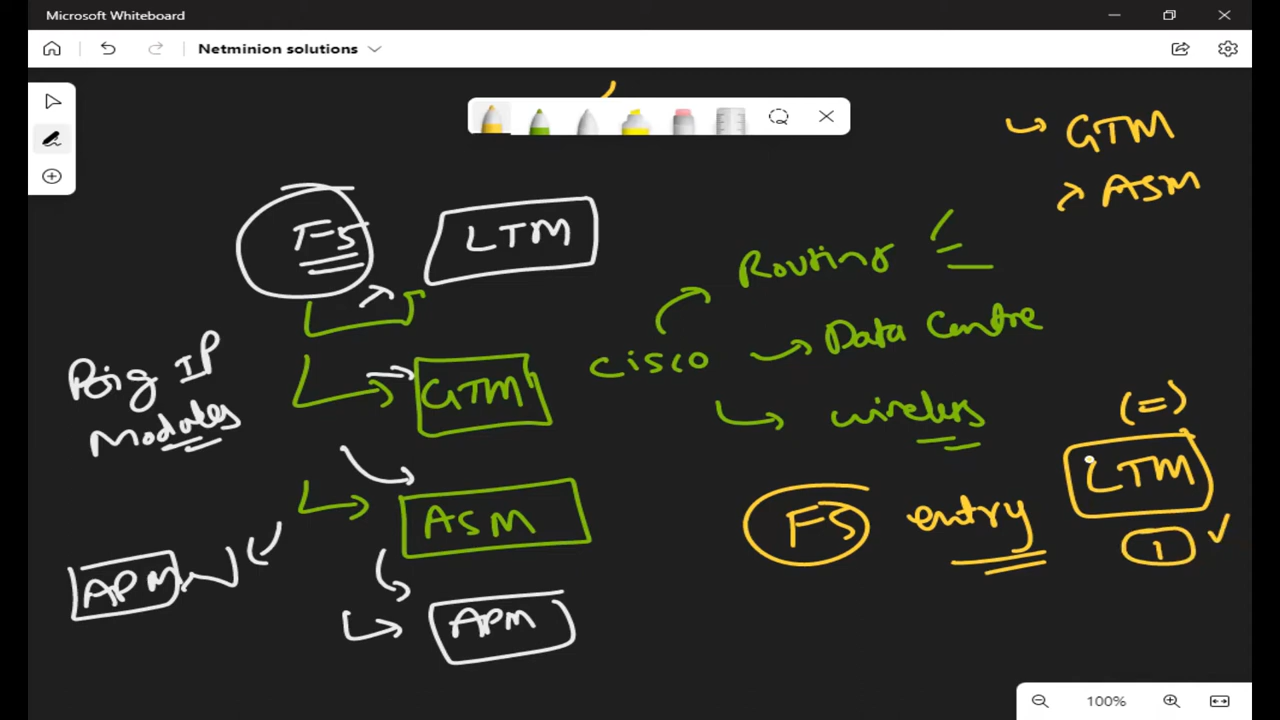 Microsoft Whiteboard
Netminion solutions
GTM
ASM
F5
LTM
Routing
Big IP
Modules
GTM
Cisco
Data Centre
wireless
(=)
LTM
ASM
F5 entry
1
APM
APM
100%